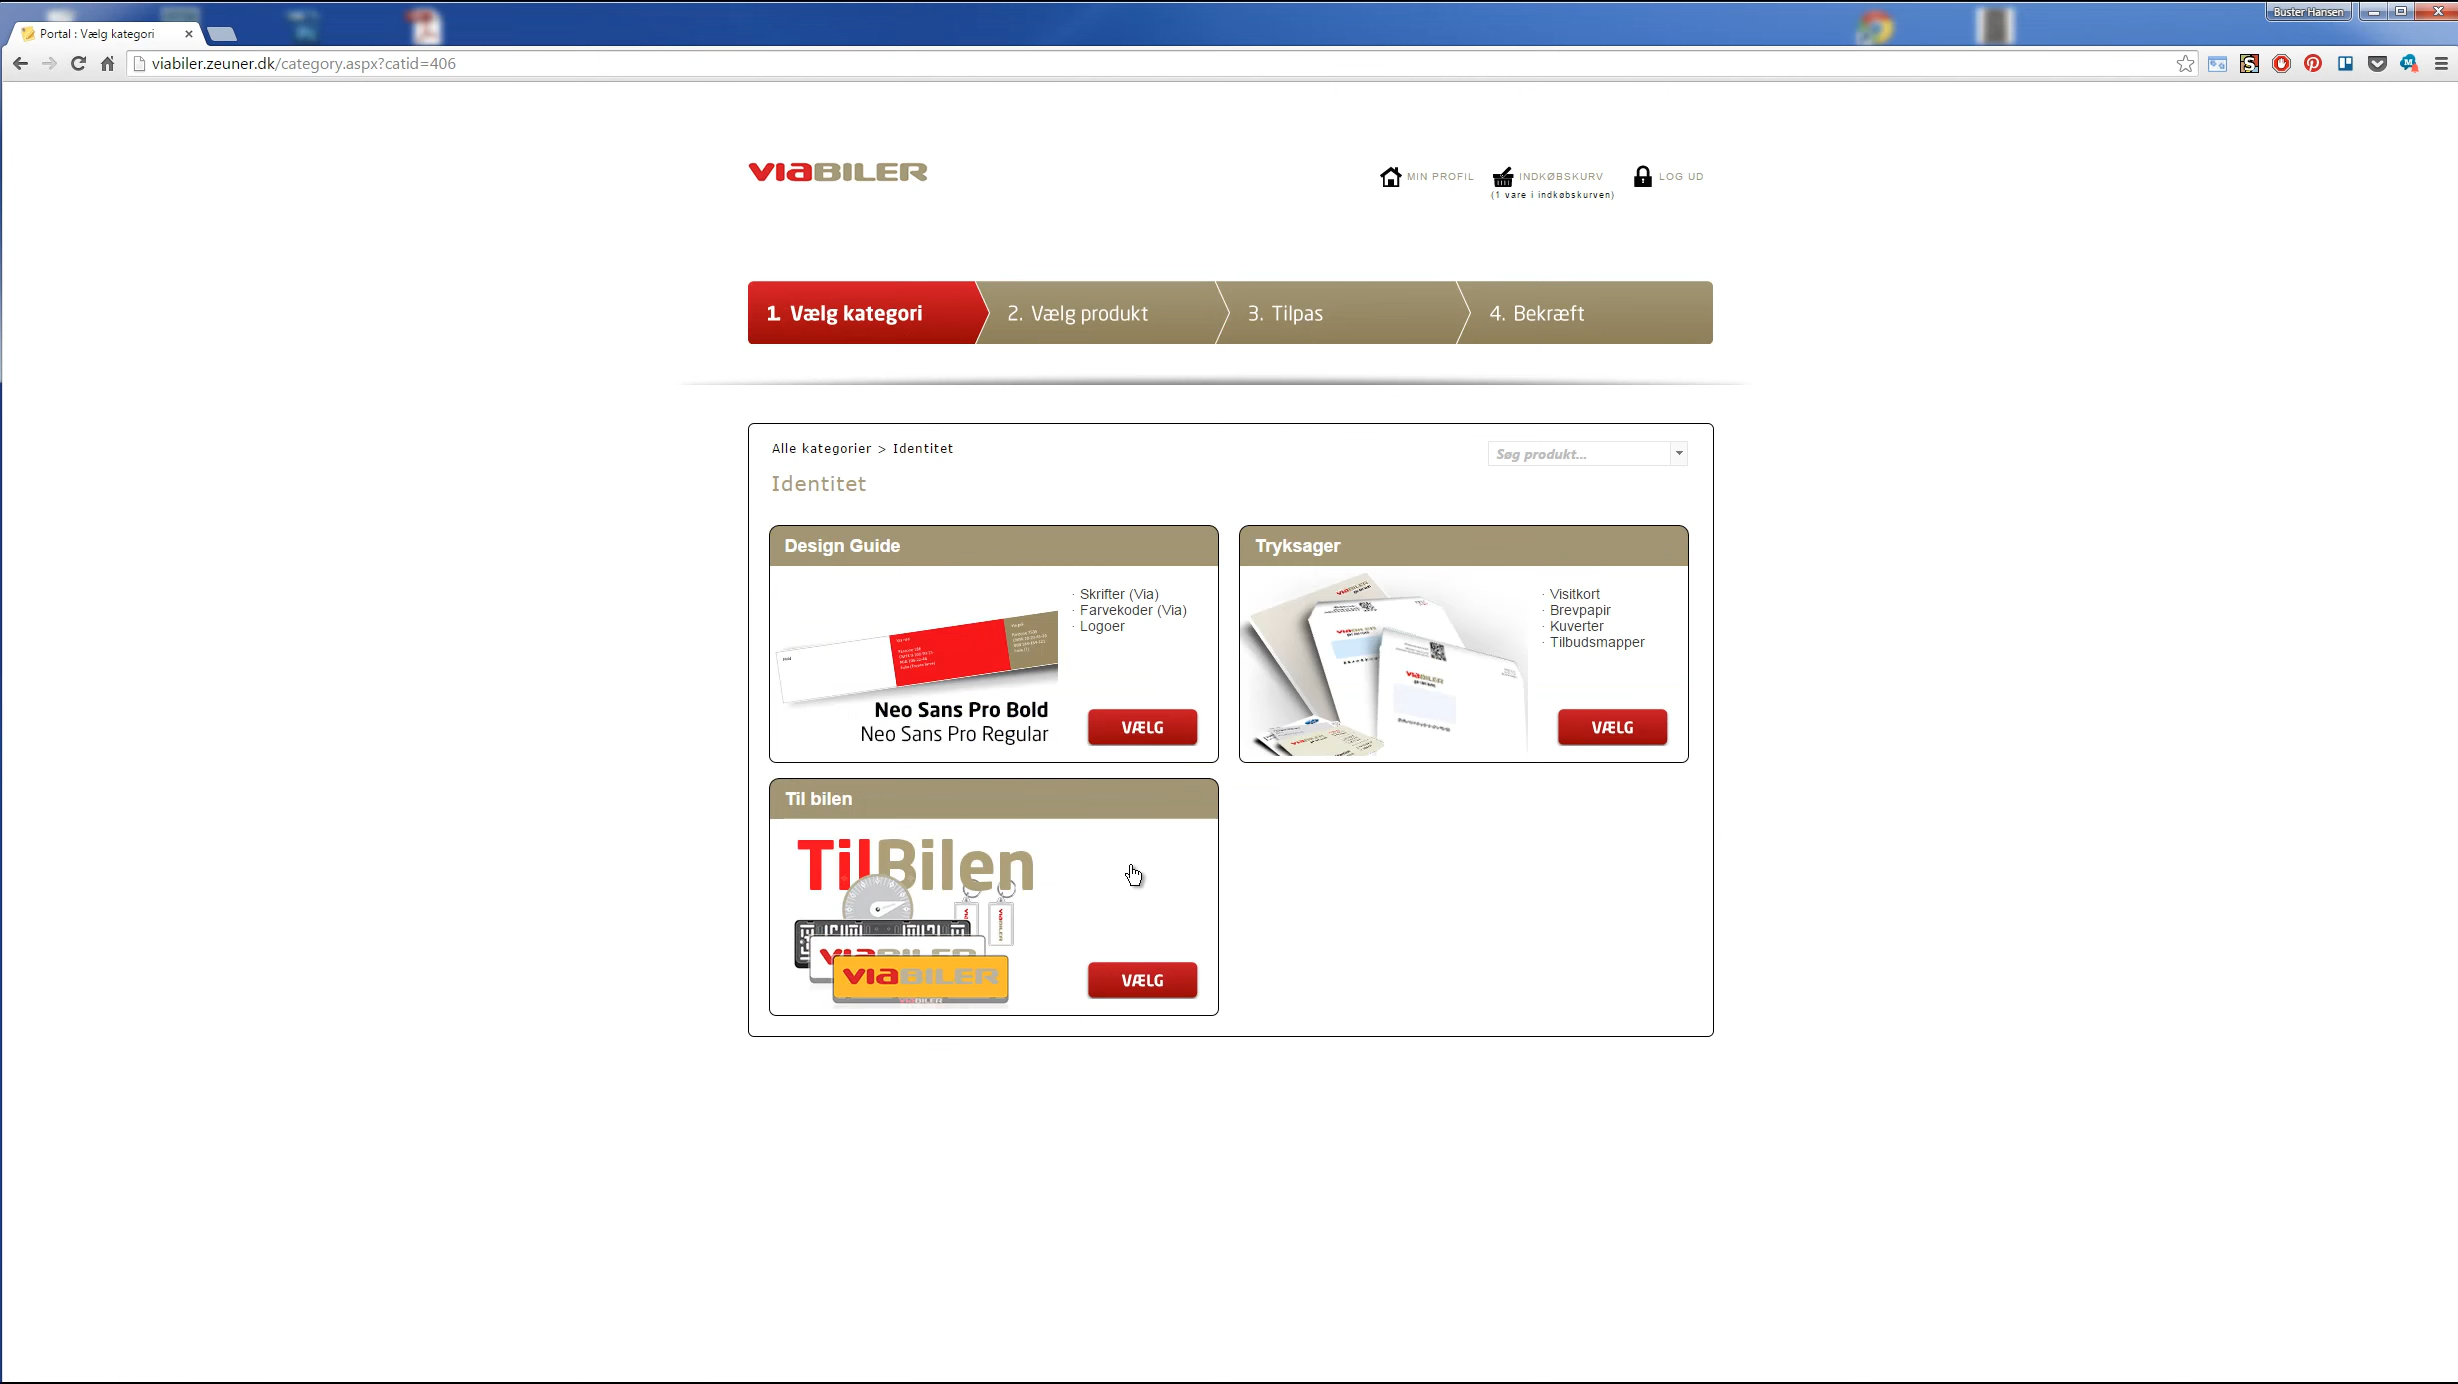 Buster Hansen
Portal : Vælg kategori
viabiler.zeuner.dk/category.aspx?catid=406
viaBILER
MIN PROFIL
INDKØBSKURV
(1 vare i indkøbskurven)
LOG UD
1. Vælg kategori
2. Vælg produkt
3. Tilpas
4. Bekræft
Alle kategorier > Identitet
Søg produkt...
Identitet
Design Guide
· Skrifter (Via)
· Farvekoder (Via)
· Logoer
Neo Sans Pro Bold
Neo Sans Pro Regular
VÆLG
Tryksager
viaBILER
viaBILER
· Visitkort
· Brevpapir
· Kuverter
· Tilbudsmapper
VÆLG
Til bilen
TilBilen
viaBILER
viaBILER
VÆLG